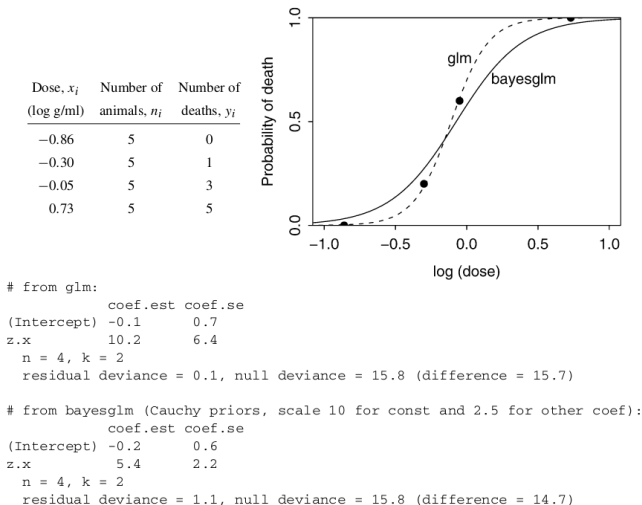 Dose, xᵢ Number of Number of
(log g/ml) animals, nᵢ deaths, yᵢ
−0.86 5 0
−0.30 5 1
−0.05 5 3
0.73 5 5
Probability of death
1.0
0.5
0.0
glm
bayesglm
−1.0 −0.5 0.0 0.5 1.0
log (dose)
# from glm:
coef.est coef.se
(Intercept) -0.1 0.7
z.x 10.2 6.4
n = 4, k = 2
residual deviance = 0.1, null deviance = 15.8 (difference = 15.7)
# from bayesglm (Cauchy priors, scale 10 for const and 2.5 for other coef):
coef.est coef.se
(Intercept) -0.2 0.6
z.x 5.4 2.2
n = 4, k = 2
residual deviance = 1.1, null deviance = 15.8 (difference = 14.7)